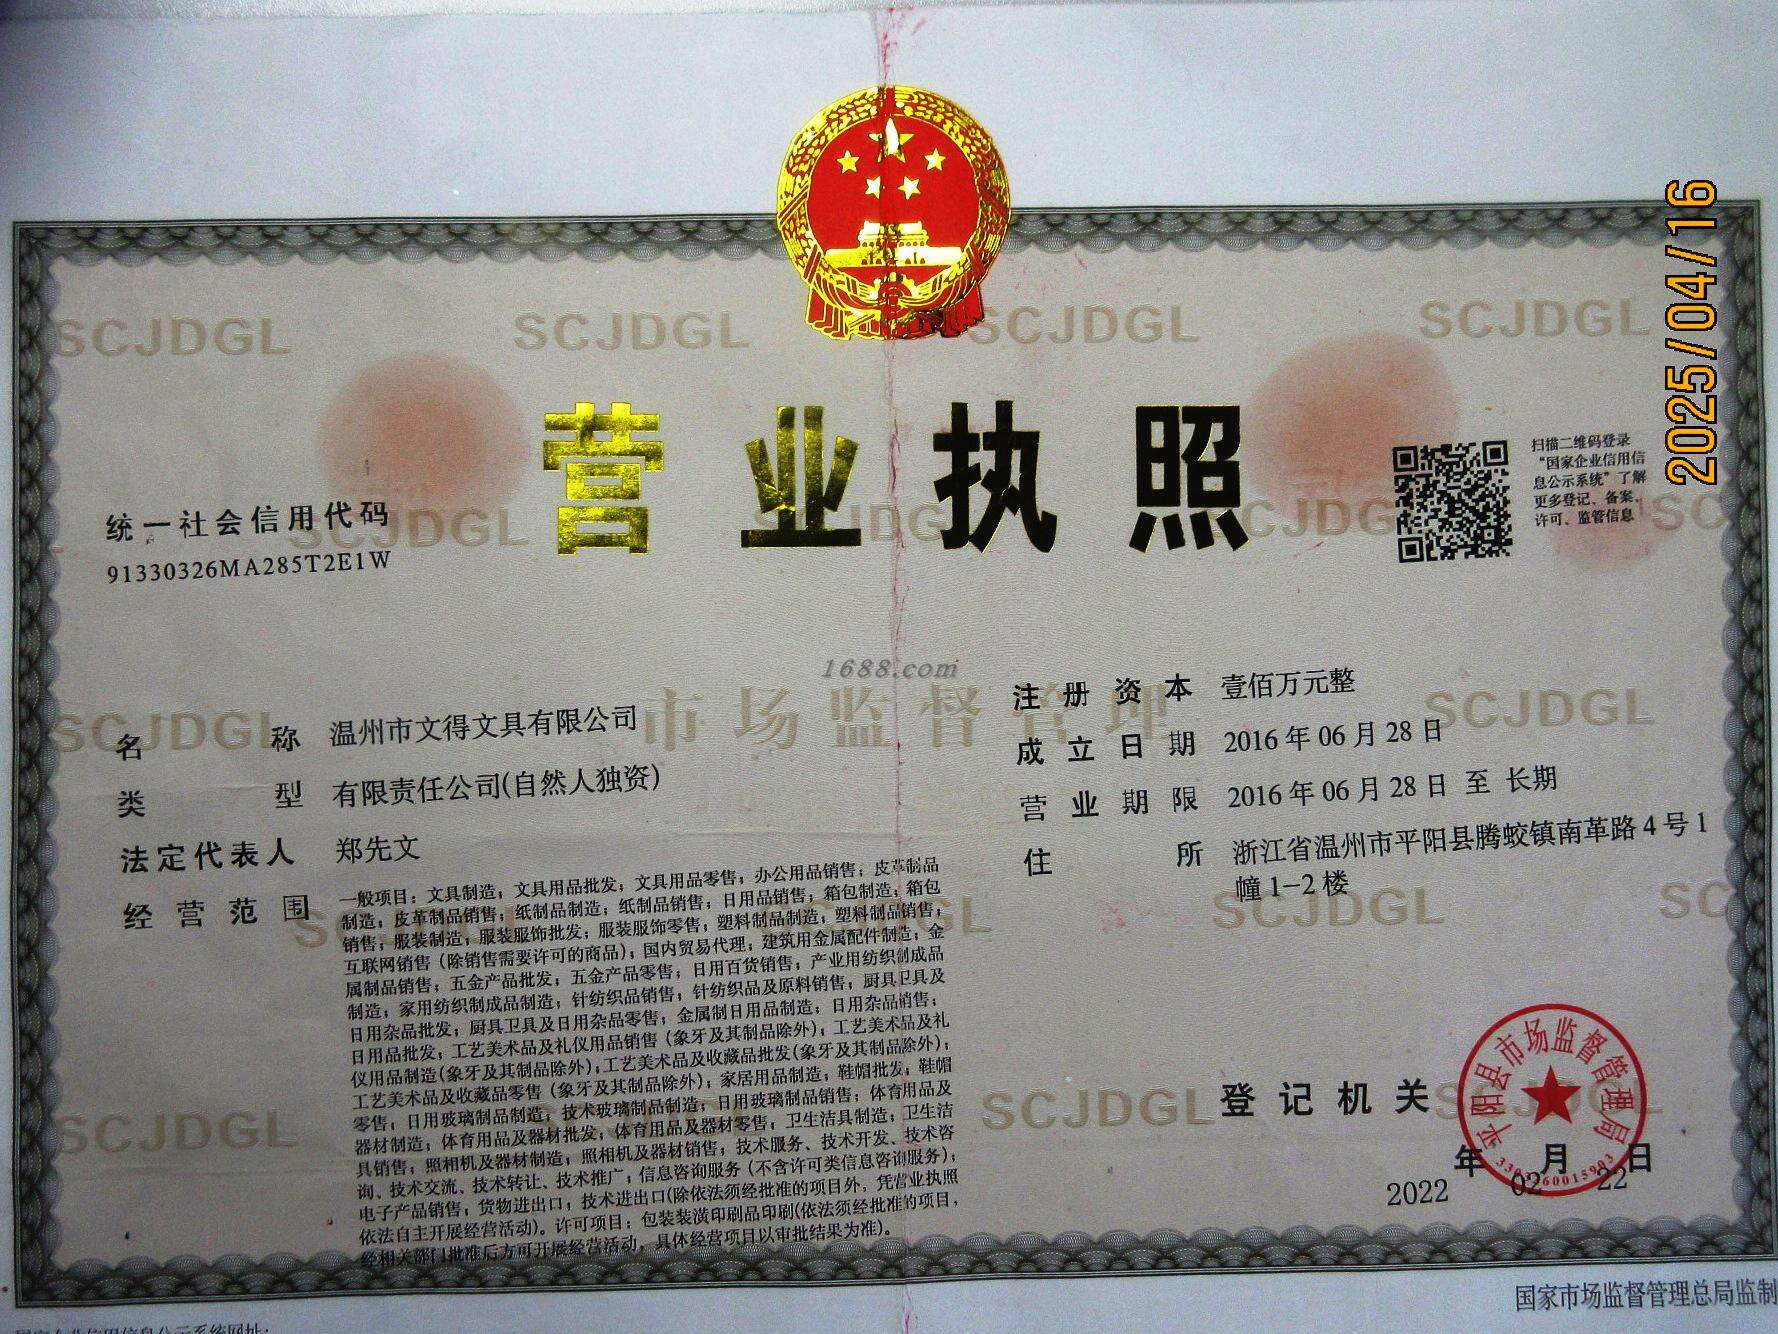 2025/04/16
SCJDGL SCJDGL SCJDGL SCJDGL
营业执照
扫描二维码登录
“国家企业信用信
息公示系统”了解
更多登记、备案、
许可、监管信息
统一社会信用代码
91330326MA285T2E1W
1688.com
市场监督管理
名称 温州市文得文具有限公司
类型 有限责任公司(自然人独资)
法定代表人 郑先文
经营范围 一般项目：文具制造；文具用品批发；文具用品零售；办公用品销售；皮革制品
制造；皮革制品销售；纸制品制造；纸制品销售；日用品销售；箱包制造；箱包
销售；服装制造；服装服饰批发；服装服饰零售；塑料制品制造；塑料制品销售；
互联网销售（除销售需要许可的商品）；国内贸易代理；建筑用金属配件制造；金
属制品销售；五金产品批发；五金产品零售；日用百货销售；产业用纺织制成品
制造；家用纺织制成品制造；针纺织品销售；针纺织品及原料销售；厨具卫具及
日用杂品批发；厨具卫具及日用杂品零售；金属制日用品制造；日用杂品销售；
日用品批发；工艺美术品及礼仪用品销售（象牙及其制品除外）；工艺美术品及礼
仪用品制造(象牙及其制品除外)；工艺美术品及收藏品批发(象牙及其制品除外)；
工艺美术品及收藏品零售（象牙及其制品除外）；家居用品制造；鞋帽批发；鞋帽
零售；日用玻璃制品制造；技术玻璃制品制造；日用玻璃制品销售；体育用品及
器材制造；体育用品及器材批发；体育用品及器材零售；卫生洁具制造；卫生洁
具销售；照相机及器材制造；照相机及器材销售；技术服务、技术开发、技术咨
询、技术交流、技术转让、技术推广；信息咨询服务（不含许可类信息咨询服务）；
电子产品销售；货物进出口；技术进出口(除依法须经批准的项目外，凭营业执照
依法自主开展经营活动)。许可项目：包装装潢印刷品印刷(依法须经批准的项目，
经相关部门批准后方可开展经营活动，具体经营项目以审批结果为准)。
注册资本 壹佰万元整
成立日期 2016年06月28日
营业期限 2016年06月28日 至 长期
住所 浙江省温州市平阳县腾蛟镇南革路4号1
幢1-2楼
登记机关
平阳县市场监督管理局
年 月 日
2022 02 22
国家市场监督管理总局监制